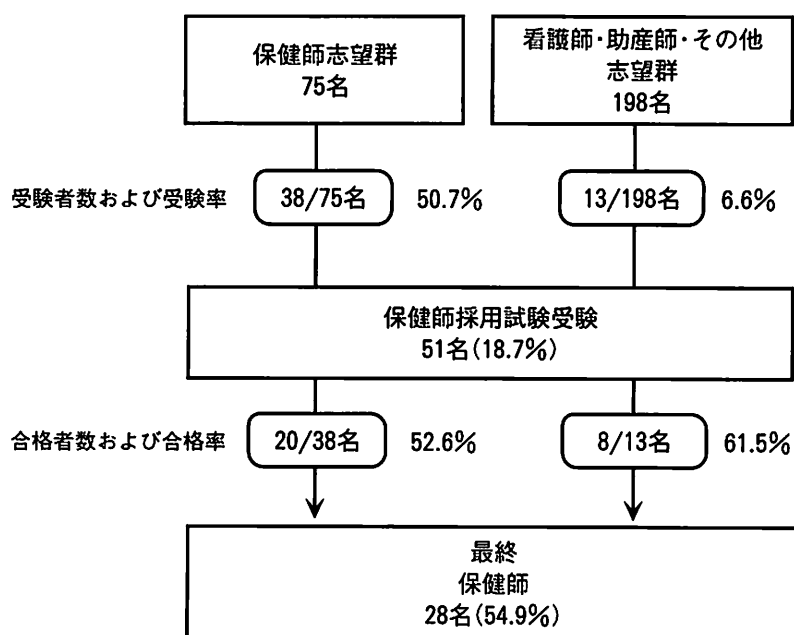 保健師志望群
75名
看護師・助産師・その他
志望群
198名
受験者数および受験率
38/75名
50.7%
13/198名
6.6%
保健師採用試験受験
51名(18.7%)
合格者数および合格率
20/38名
52.6%
8/13名
61.5%
最終
保健師
28名(54.9%)